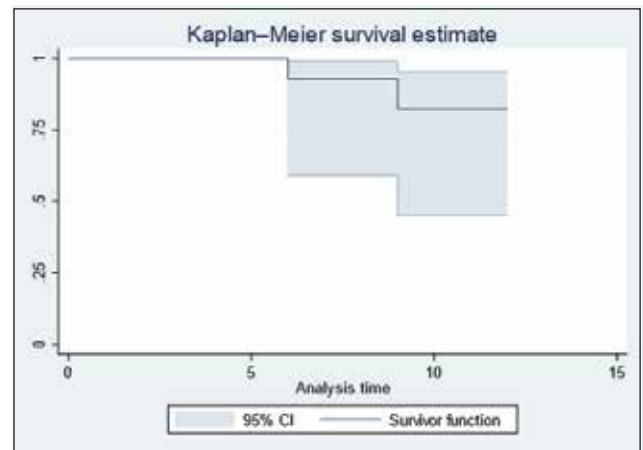 Kaplan–Meier survival estimate
1
.75
.5
.25
0
0 5 10 15
Analysis time
95% CI Survivor function